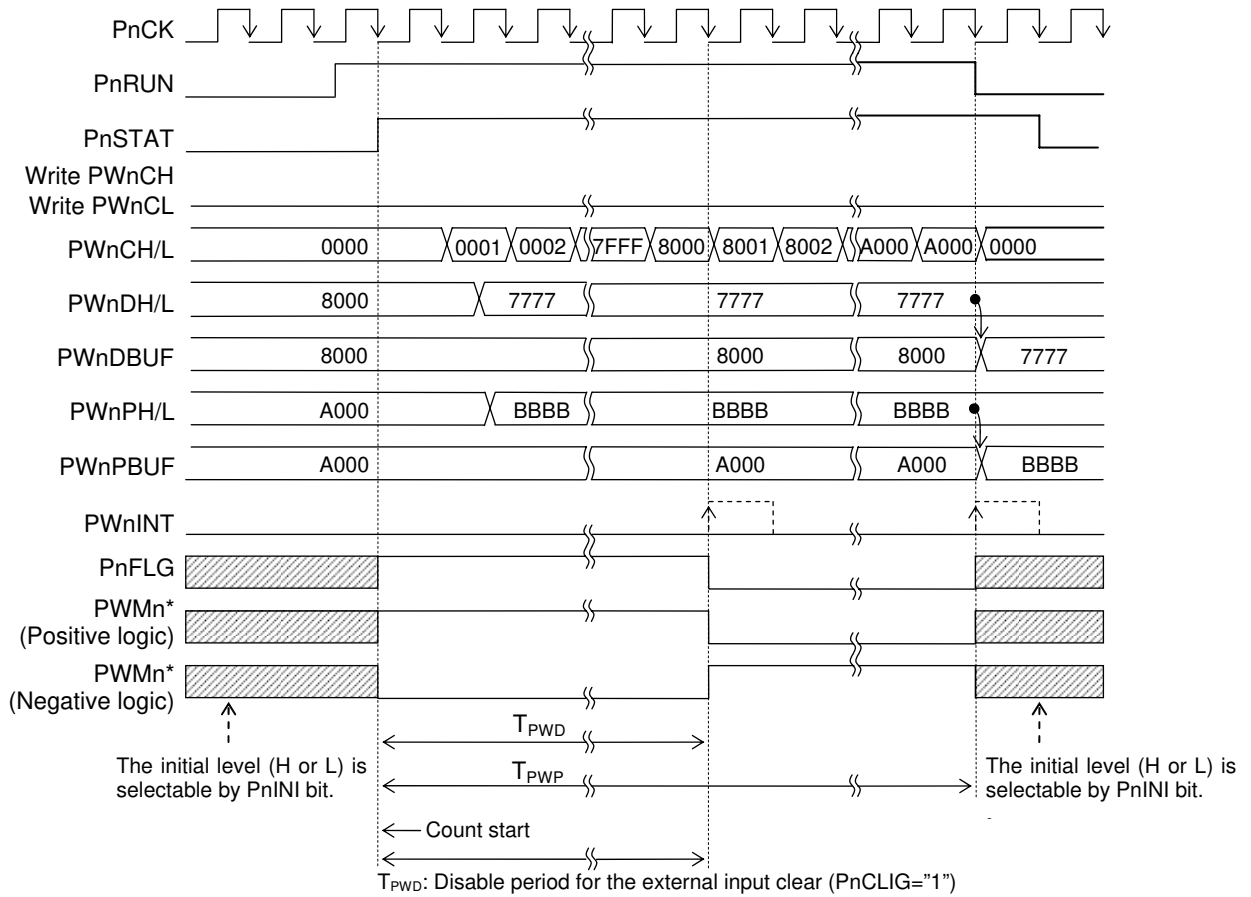 PnCK
PnRUN
PnSTAT
Write PWnCH
Write PWnCL
PWnCH/L 0000 0001 0002 7FFF 8000 8001 8002 A000 A000 0000
PWnDH/L 8000 7777 7777 7777
PWnDBUF 8000 8000 8000 7777
PWnPH/L A000 BBBB BBBB BBBB
PWnPBUF A000 A000 A000 BBBB
PWnINT
PnFLG
PWMn*
(Positive logic)
PWMn*
(Negative logic)
TPWD
The initial level (H or L) is
selectable by PnINI bit.
TPWP
The initial level (H or L) is
selectable by PnINI bit.
Count start
TPWD: Disable period for the external input clear (PnCLIG="1")